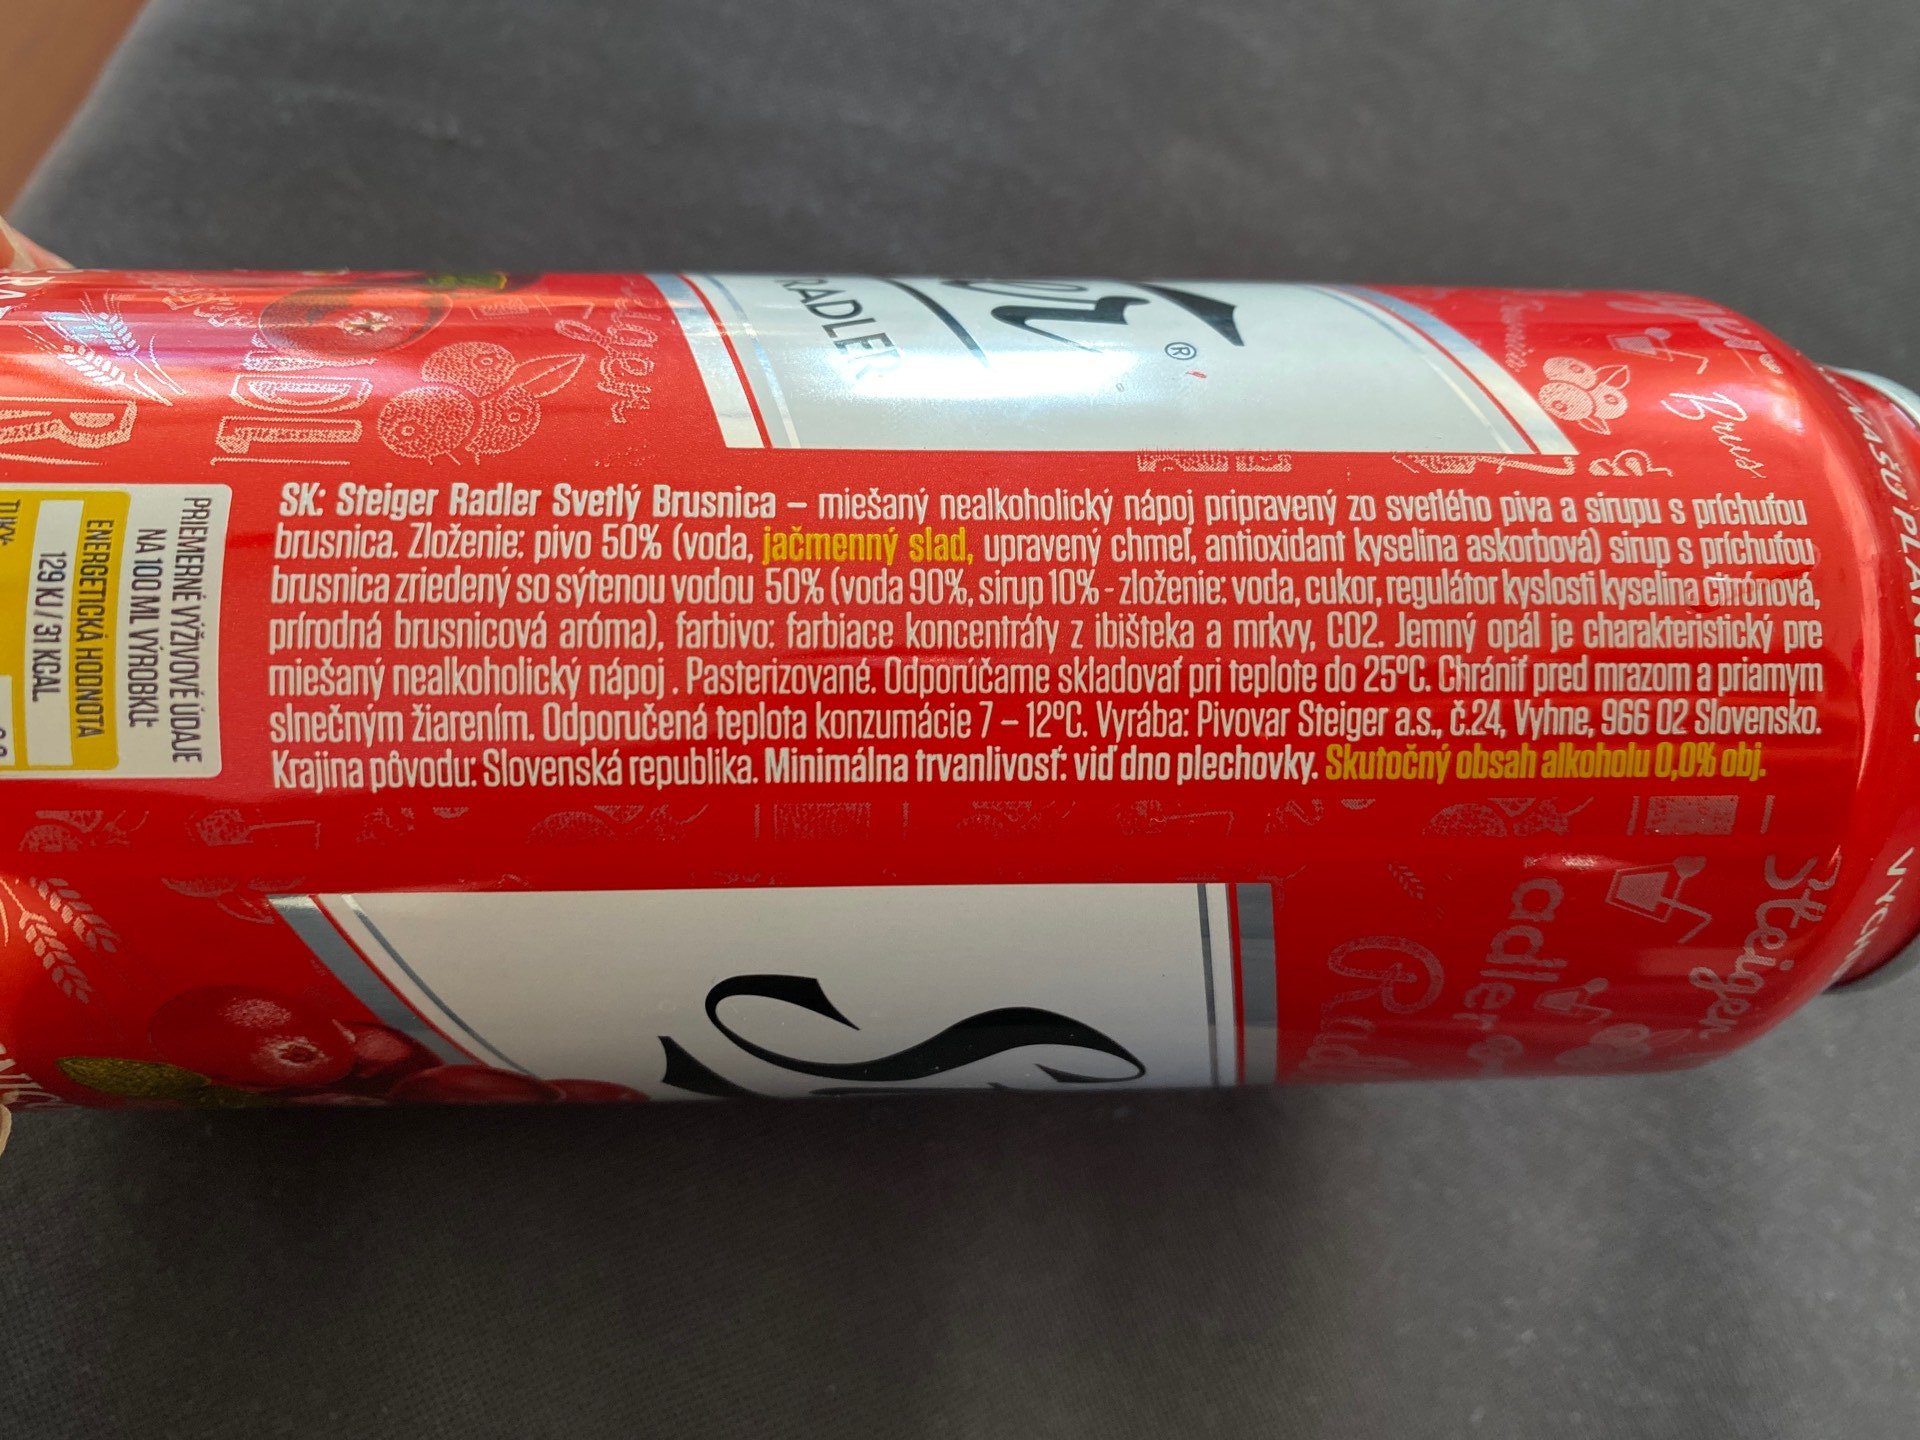 SK: Steiger Radler Svetlý Brusnica – miešaný nealkoholický nápoj pripravený zo svetlého piva a sirupu s príchuťou
brusnica. Zloženie: pivo 50% (voda, jačmenný slad, upravený chmeľ, antioxidant kyselina askorbová) sirup s príchuťou
brusnica zriedený so sýtenou vodou 50% (voda 90%, sirup 10% - zloženie: voda, cukor, regulátor kyslosti kyselina citrónová,
prírodná brusnicová aróma), farbivo: farbiace koncentráty z ibišteka a mrkvy, CO2. Jemný opál je charakteristický pre
miešaný nealkoholický nápoj . Pasterizované. Odporúčame skladovať pri teplote do 25ºC. Chrániť pred mrazom a priamym
slnečným žiarením. Odporučená teplota konzumácie 7 – 12ºC. Vyrába: Pivovar Steiger a.s., č.24, Vyhne, 966 02 Slovensko.
Krajina pôvodu: Slovenská republika. Minimálna trvanlivosť: viď dno plechovky. Skutočný obsah alkoholu 0,0% obj.
PRIEMERNÉ VÝŽIVOVÉ ÚDAJE
NA 100 ML VÝROBKU:
ENERGETICKÁ HODNOTA
129 KJ / 31 KCAL
RADLER
®
Steiger